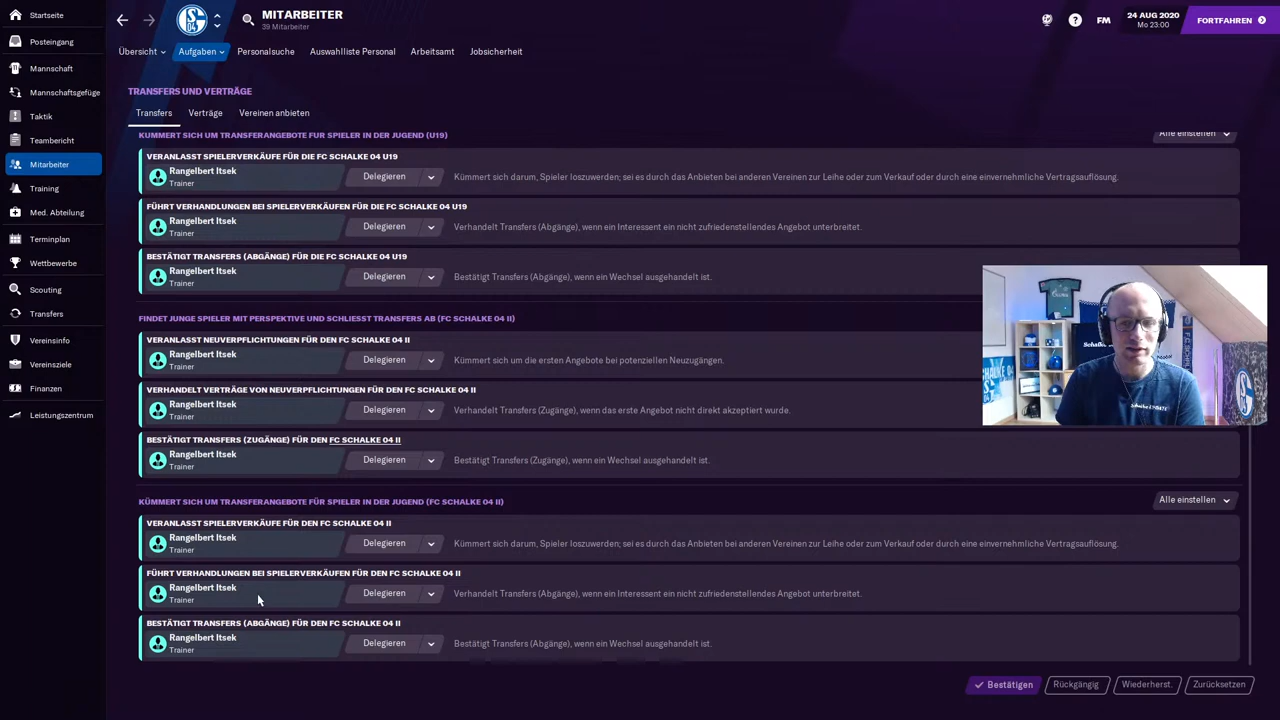 Startseite
Posteingang
Mannschaft
Mannschaftsgefüge
Taktik
Teambericht
Mitarbeiter
Training
Med. Abteilung
Terminplan
Wettbewerbe
Scouting
Transfers
Vereinsinfo
Vereinsziele
Finanzen
Leistungszentrum
MITARBEITER
39 Mitarbeiter
FM
24 AUG 2020
Mo 23:00
FORTFAHREN
Übersicht
Aufgaben
Personalsuche
Auswahlliste Personal
Arbeitsamt
Jobsicherheit
TRANSFERS UND VERTRÄGE
Transfers
Verträge
Vereinen anbieten
KÜMMERT SICH UM TRANSFERANGEBOTE FÜR SPIELER IN DER JUGEND (U19)
Alle einstellen
VERANLASST SPIELERVERKÄUFE FÜR DIE FC SCHALKE 04 U19
Rangelbert Itsek
Trainer
Delegieren
Kümmert sich darum, Spieler loszuwerden; sei es durch das Anbieten bei anderen Vereinen zur Leihe oder zum Verkauf oder durch eine einvernehmliche Vertragsauflösung.
FÜHRT VERHANDLUNGEN BEI SPIELERVERKÄUFEN FÜR DIE FC SCHALKE 04 U19
Rangelbert Itsek
Trainer
Delegieren
Verhandelt Transfers (Abgänge), wenn ein Interessent ein nicht zufriedenstellendes Angebot unterbreitet.
BESTÄTIGT TRANSFERS (ABGÄNGE) FÜR DIE FC SCHALKE 04 U19
Rangelbert Itsek
Trainer
Delegieren
Bestätigt Transfers (Abgänge), wenn ein Wechsel ausgehandelt ist.
FINDET JUNGE SPIELER MIT PERSPEKTIVE UND SCHLIESST TRANSFERS AB (FC SCHALKE 04 II)
VERANLASST NEUVERPFLICHTUNGEN FÜR DEN FC SCHALKE 04 II
Rangelbert Itsek
Trainer
Delegieren
Kümmert sich um die ersten Angebote bei potenziellen Neuzugängen.
VERHANDELT VERTRÄGE VON NEUVERPFLICHTUNGEN FÜR DEN FC SCHALKE 04 II
Rangelbert Itsek
Trainer
Delegieren
Verhandelt Transfers (Zugänge), wenn das erste Angebot nicht direkt akzeptiert wurde.
BESTÄTIGT TRANSFERS (ZUGÄNGE) FÜR DEN FC SCHALKE 04 II
Rangelbert Itsek
Trainer
Delegieren
Bestätigt Transfers (Zugänge), wenn ein Wechsel ausgehandelt ist.
KÜMMERT SICH UM TRANSFERANGEBOTE FÜR SPIELER IN DER JUGEND (FC SCHALKE 04 II)
Alle einstellen
VERANLASST SPIELERVERKÄUFE FÜR DEN FC SCHALKE 04 II
Rangelbert Itsek
Trainer
Delegieren
Kümmert sich darum, Spieler loszuwerden; sei es durch das Anbieten bei anderen Vereinen zur Leihe oder zum Verkauf oder durch eine einvernehmliche Vertragsauflösung.
FÜHRT VERHANDLUNGEN BEI SPIELERVERKÄUFEN FÜR DEN FC SCHALKE 04 II
Rangelbert Itsek
Trainer
Delegieren
Verhandelt Transfers (Abgänge), wenn ein Interessent ein nicht zufriedenstellendes Angebot unterbreitet.
BESTÄTIGT TRANSFERS (ABGÄNGE) FÜR DEN FC SCHALKE 04 II
Rangelbert Itsek
Trainer
Delegieren
Bestätigt Transfers (Abgänge), wenn ein Wechsel ausgehandelt ist.
Bestätigen
Rückgängig
Wiederherst.
Zurücksetzen